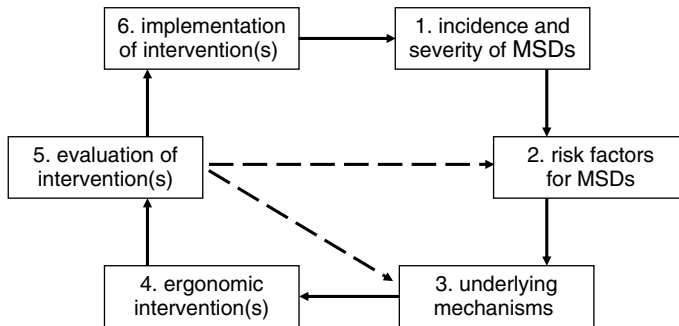 6. implementation
of intervention(s)
1. incidence and
severity of MSDs
5. evaluation of
intervention(s)
2. risk factors
for MSDs
4. ergonomic
intervention(s)
3. underlying
mechanisms